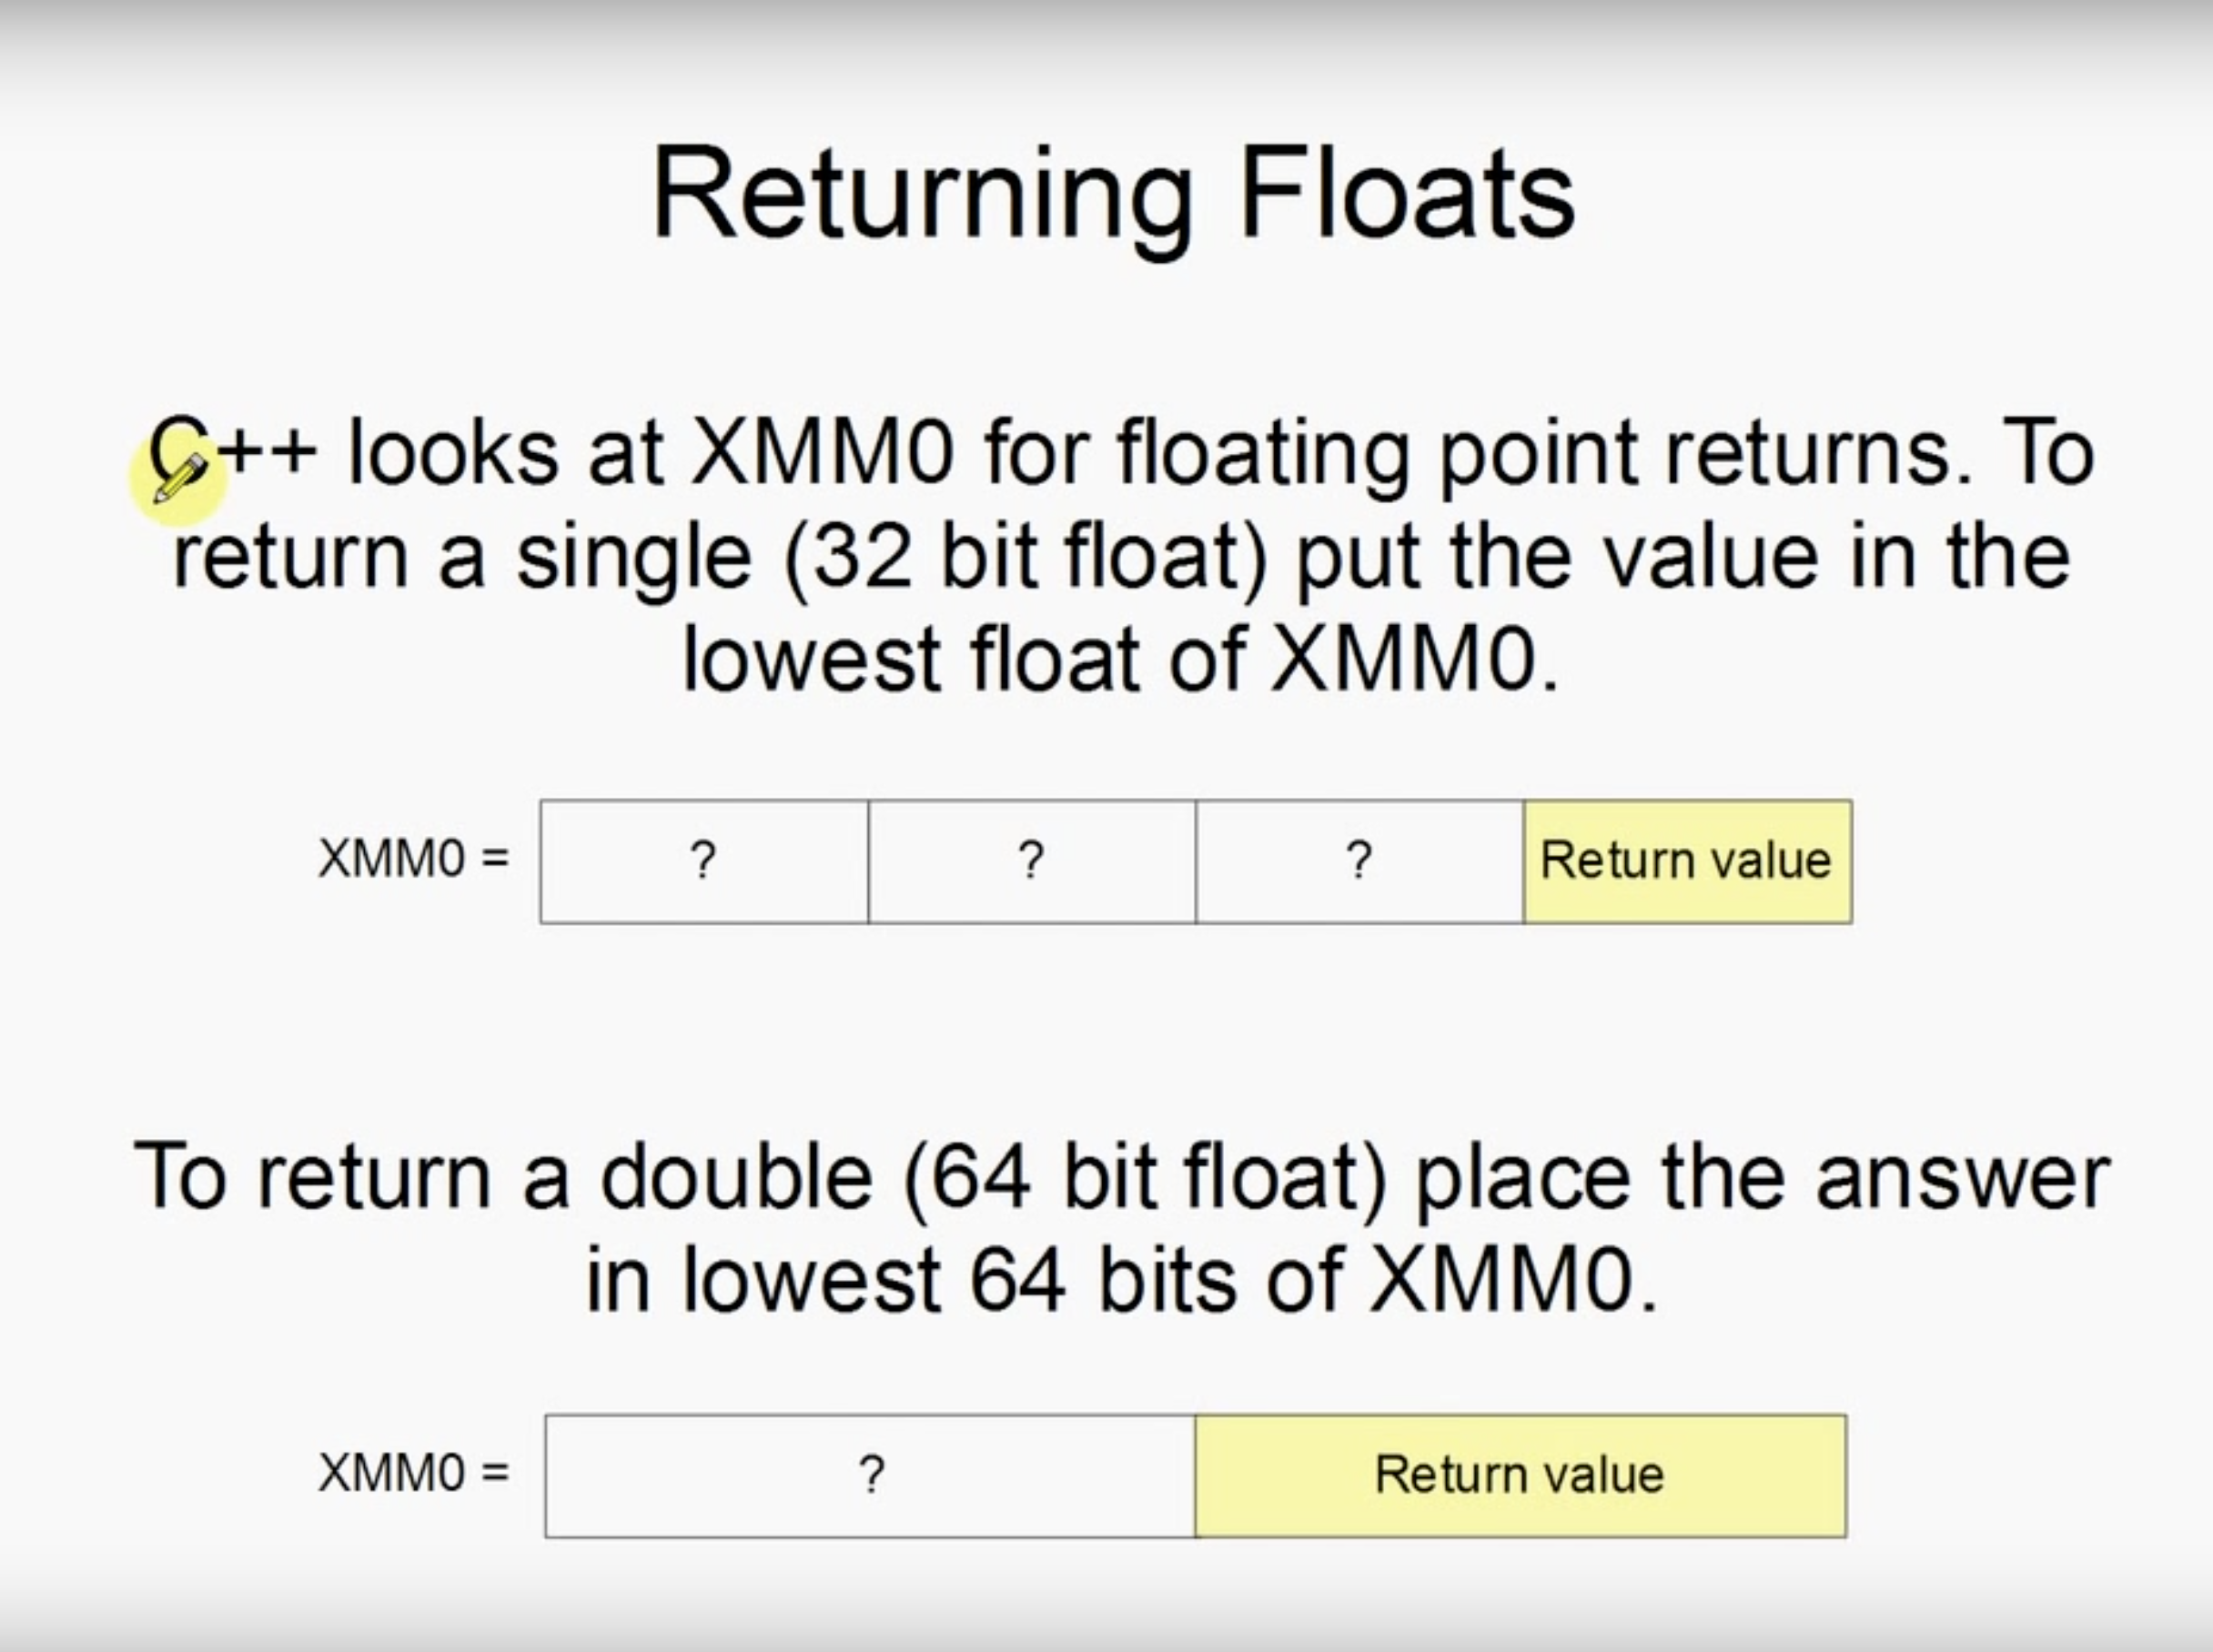 Returning Floats
C++ looks at XMM0 for floating point returns. To
return a single (32 bit float) put the value in the
lowest float of XMM0.
XMM0 = ? ? ? Return value
To return a double (64 bit float) place the answer
in lowest 64 bits of XMM0.
XMM0 = ? Return value